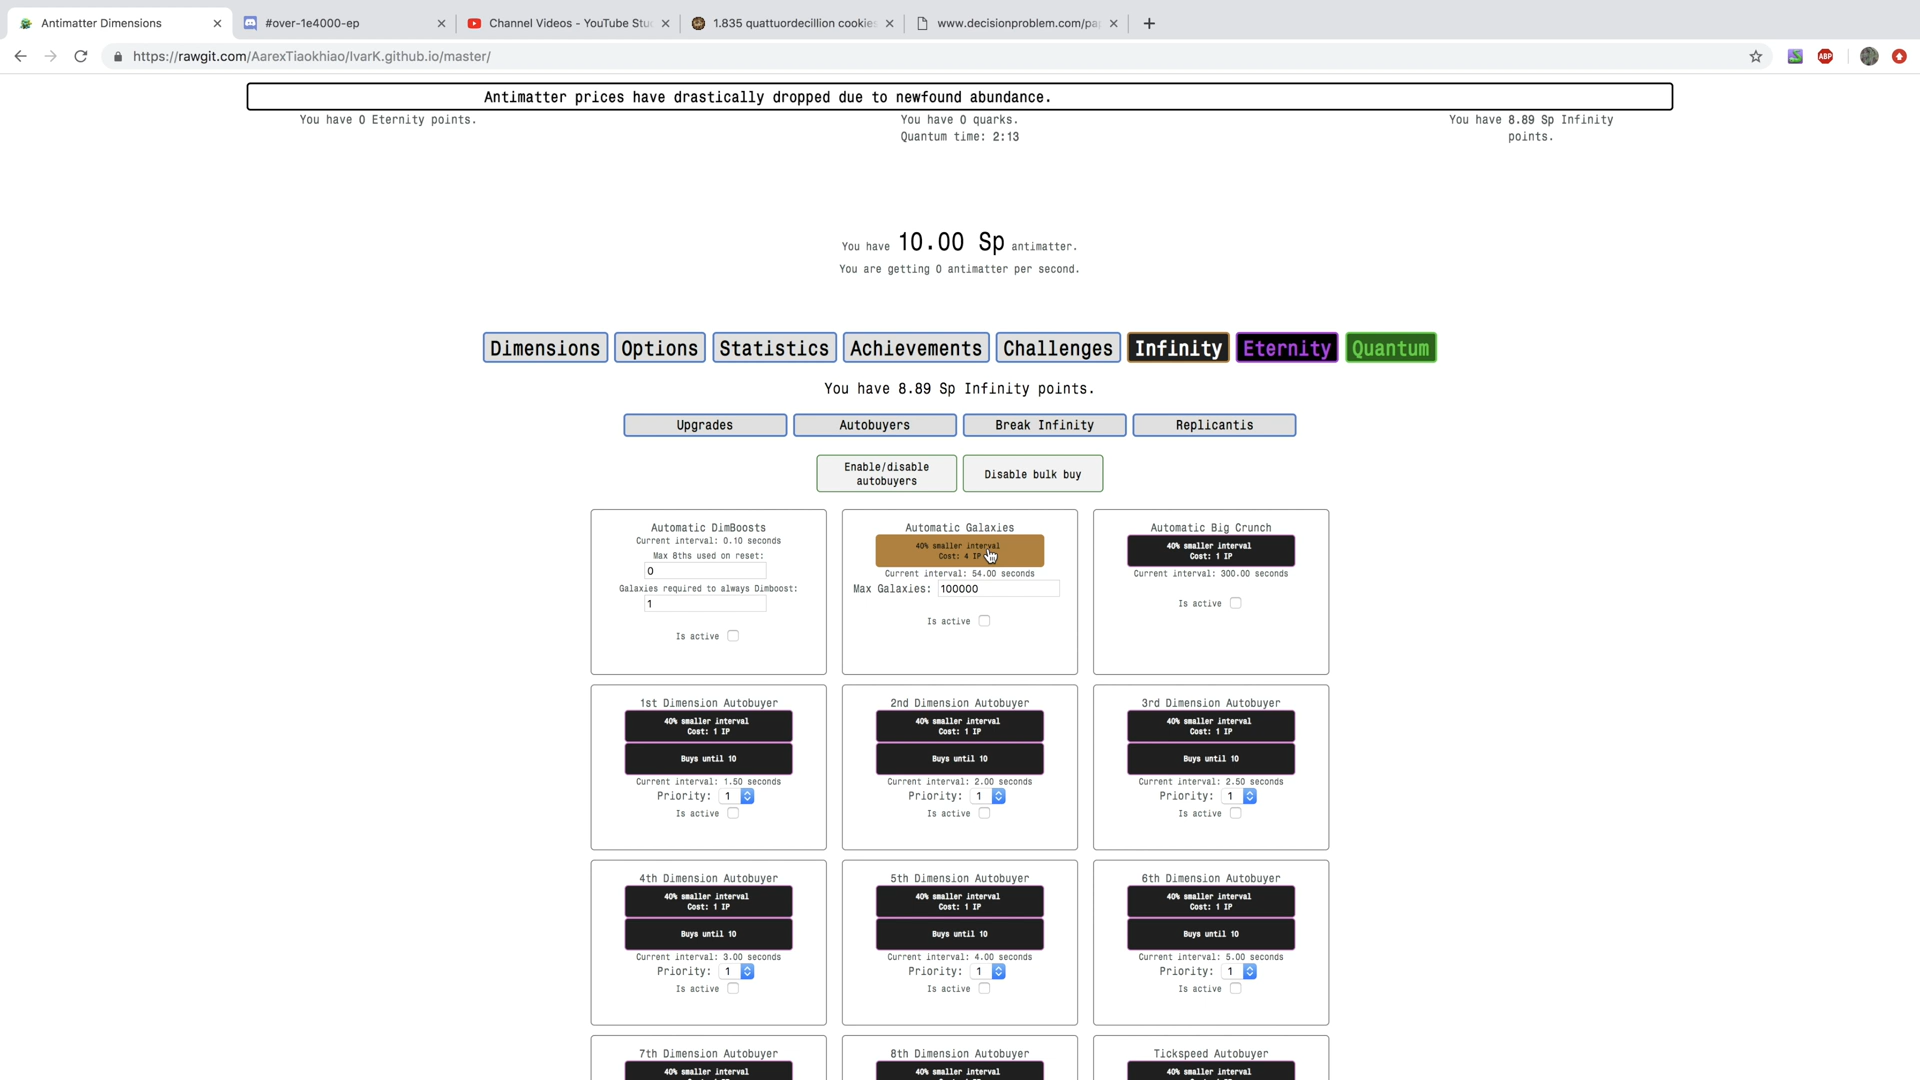 Antimatter Dimensions
#over-1e4000-ep
Channel Videos - YouTube Stu
1.835 quattuordecillion cookies
www.decisionproblem.com/pa
https://rawgit.com/AarexTiaokhiao/IvarK.github.io/master/
ABP
Antimatter prices have drastically dropped due to newfound abundance.
You have 0 Eternity points.
You have 0 quarks.
Quantum time: 2:13
You have 8.89 Sp Infinity
points.
You have 10.00 Sp antimatter.
You are getting 0 antimatter per second.
Dimensions Options Statistics Achievements Challenges Infinity Eternity Quantum
You have 8.89 Sp Infinity points.
Upgrades Autobuyers Break Infinity Replicantis
Enable/disable
autobuyers
Disable bulk buy
Automatic DimBoosts
Current interval: 0.10 seconds
Max 8ths used on reset:
0
Galaxies required to always Dimboost:
1
Is active
Automatic Galaxies
40% smaller interval
Cost: 4 IP
Current interval: 54.00 seconds
Max Galaxies: 100000
Is active
Automatic Big Crunch
40% smaller interval
Cost: 1 IP
Current interval: 300.00 seconds
Is active
1st Dimension Autobuyer
40% smaller interval
Cost: 1 IP
Buys until 10
Current interval: 1.50 seconds
Priority: 1
Is active
2nd Dimension Autobuyer
40% smaller interval
Cost: 1 IP
Buys until 10
Current interval: 2.00 seconds
Priority: 1
Is active
3rd Dimension Autobuyer
40% smaller interval
Cost: 1 IP
Buys until 10
Current interval: 2.50 seconds
Priority: 1
Is active
4th Dimension Autobuyer
40% smaller interval
Cost: 1 IP
Buys until 10
Current interval: 3.00 seconds
Priority: 1
Is active
5th Dimension Autobuyer
40% smaller interval
Cost: 1 IP
Buys until 10
Current interval: 4.00 seconds
Priority: 1
Is active
6th Dimension Autobuyer
40% smaller interval
Cost: 1 IP
Buys until 10
Current interval: 5.00 seconds
Priority: 1
Is active
7th Dimension Autobuyer
40% smaller interval
8th Dimension Autobuyer
40% smaller interval
Tickspeed Autobuyer
40% smaller interval